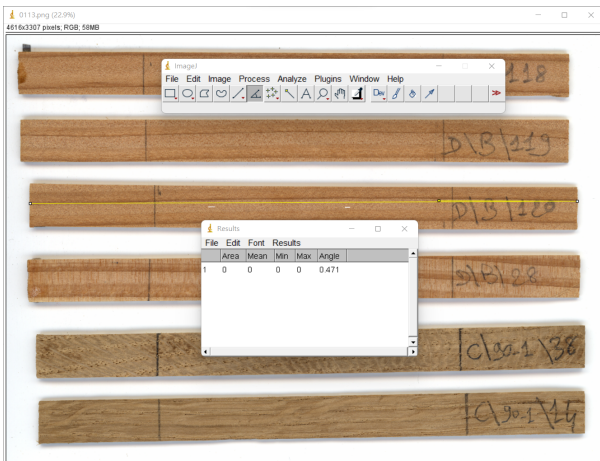 0113.png (22.9%)
4616x3307 pixels; RGB; 58MB
118
ImageJ
File Edit Image Process Analyze Plugins Window Help
Dev
D\B\119
D\B\120
Results
File Edit Font Results
Area Mean Min Max Angle
1 0 0 0 0 0.471
D\B\28
C\90-1\38
C\90-1\14